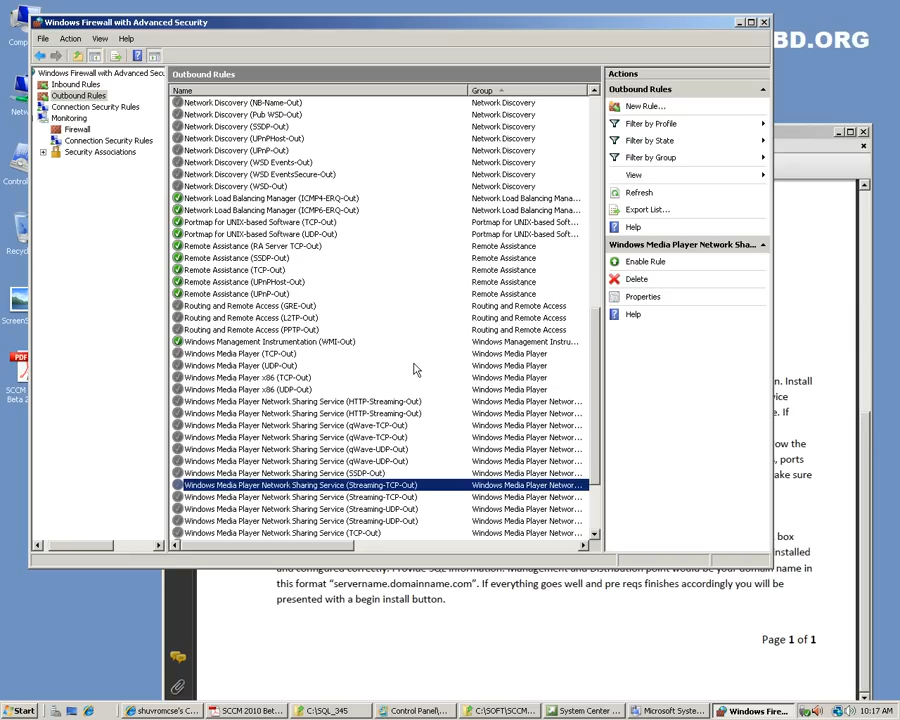 Windows Firewall with Advanced Security
File Action View Help
Windows Firewall with Advanced Secu
Inbound Rules
Outbound Rules
Connection Security Rules
Monitoring
Firewall
Connection Security Rules
Security Associations
Outbound Rules
Name Group
Network Discovery (NB-Name-Out) Network Discovery
Network Discovery (Pub WSD-Out) Network Discovery
Network Discovery (SSDP-Out) Network Discovery
Network Discovery (UPnPHost-Out) Network Discovery
Network Discovery (UPnP-Out) Network Discovery
Network Discovery (WSD Events-Out) Network Discovery
Network Discovery (WSD EventsSecure-Out) Network Discovery
Network Discovery (WSD-Out) Network Discovery
Network Load Balancing Manager (ICMP4-ERQ-Out) Network Load Balancing Mana...
Network Load Balancing Manager (ICMP6-ERQ-Out) Network Load Balancing Mana...
Portmap for UNIX-based Software (TCP-Out) Portmap for UNIX-based Soft...
Portmap for UNIX-based Software (UDP-Out) Portmap for UNIX-based Soft...
Remote Assistance (RA Server TCP-Out) Remote Assistance
Remote Assistance (SSDP-Out) Remote Assistance
Remote Assistance (TCP-Out) Remote Assistance
Remote Assistance (UPnPHost-Out) Remote Assistance
Remote Assistance (UPnP-Out) Remote Assistance
Routing and Remote Access (GRE-Out) Routing and Remote Access
Routing and Remote Access (L2TP-Out) Routing and Remote Access
Routing and Remote Access (PPTP-Out) Routing and Remote Access
Windows Management Instrumentation (WMI-Out) Windows Management Instru...
Windows Media Player (TCP-Out) Windows Media Player
Windows Media Player (UDP-Out) Windows Media Player
Windows Media Player x86 (TCP-Out) Windows Media Player
Windows Media Player x86 (UDP-Out) Windows Media Player
Windows Media Player Network Sharing Service (HTTP-Streaming-Out) Windows Media Player Networ...
Windows Media Player Network Sharing Service (HTTP-Streaming-Out) Windows Media Player Networ...
Windows Media Player Network Sharing Service (qWave-TCP-Out) Windows Media Player Networ...
Windows Media Player Network Sharing Service (qWave-TCP-Out) Windows Media Player Networ...
Windows Media Player Network Sharing Service (qWave-UDP-Out) Windows Media Player Networ...
Windows Media Player Network Sharing Service (qWave-UDP-Out) Windows Media Player Networ...
Windows Media Player Network Sharing Service (SSDP-Out) Windows Media Player Networ...
Windows Media Player Network Sharing Service (Streaming-TCP-Out) Windows Media Player Networ...
Windows Media Player Network Sharing Service (Streaming-TCP-Out) Windows Media Player Networ...
Windows Media Player Network Sharing Service (Streaming-UDP-Out) Windows Media Player Networ...
Windows Media Player Network Sharing Service (Streaming-UDP-Out) Windows Media Player Networ...
Windows Media Player Network Sharing Service (TCP-Out) Windows Media Player Networ...
Actions
Outbound Rules
New Rule...
Filter by Profile
Filter by State
Filter by Group
View
Refresh
Export List...
Help
Windows Media Player Network Sha...
Enable Rule
Delete
Properties
Help
BD.ORG
Comp
Netw
Control
Recyc
ScreenS
PDF
SCCM
Beta 2
n. Install
vice
e. If
ow the
, ports
ake sure
box
installed
this format “servername.domainname.com”. If everything goes well and pre reqs finishes accordingly you will be
presented with a begin install button.
Page 1 of 1
Start shuvromcse's C... SCCM 2010 Bet... C:\SQL_345 Control Panel\... C:\SOFT\SCCM... System Center ... Microsoft Syste... Windows Fire... 10:17 AM